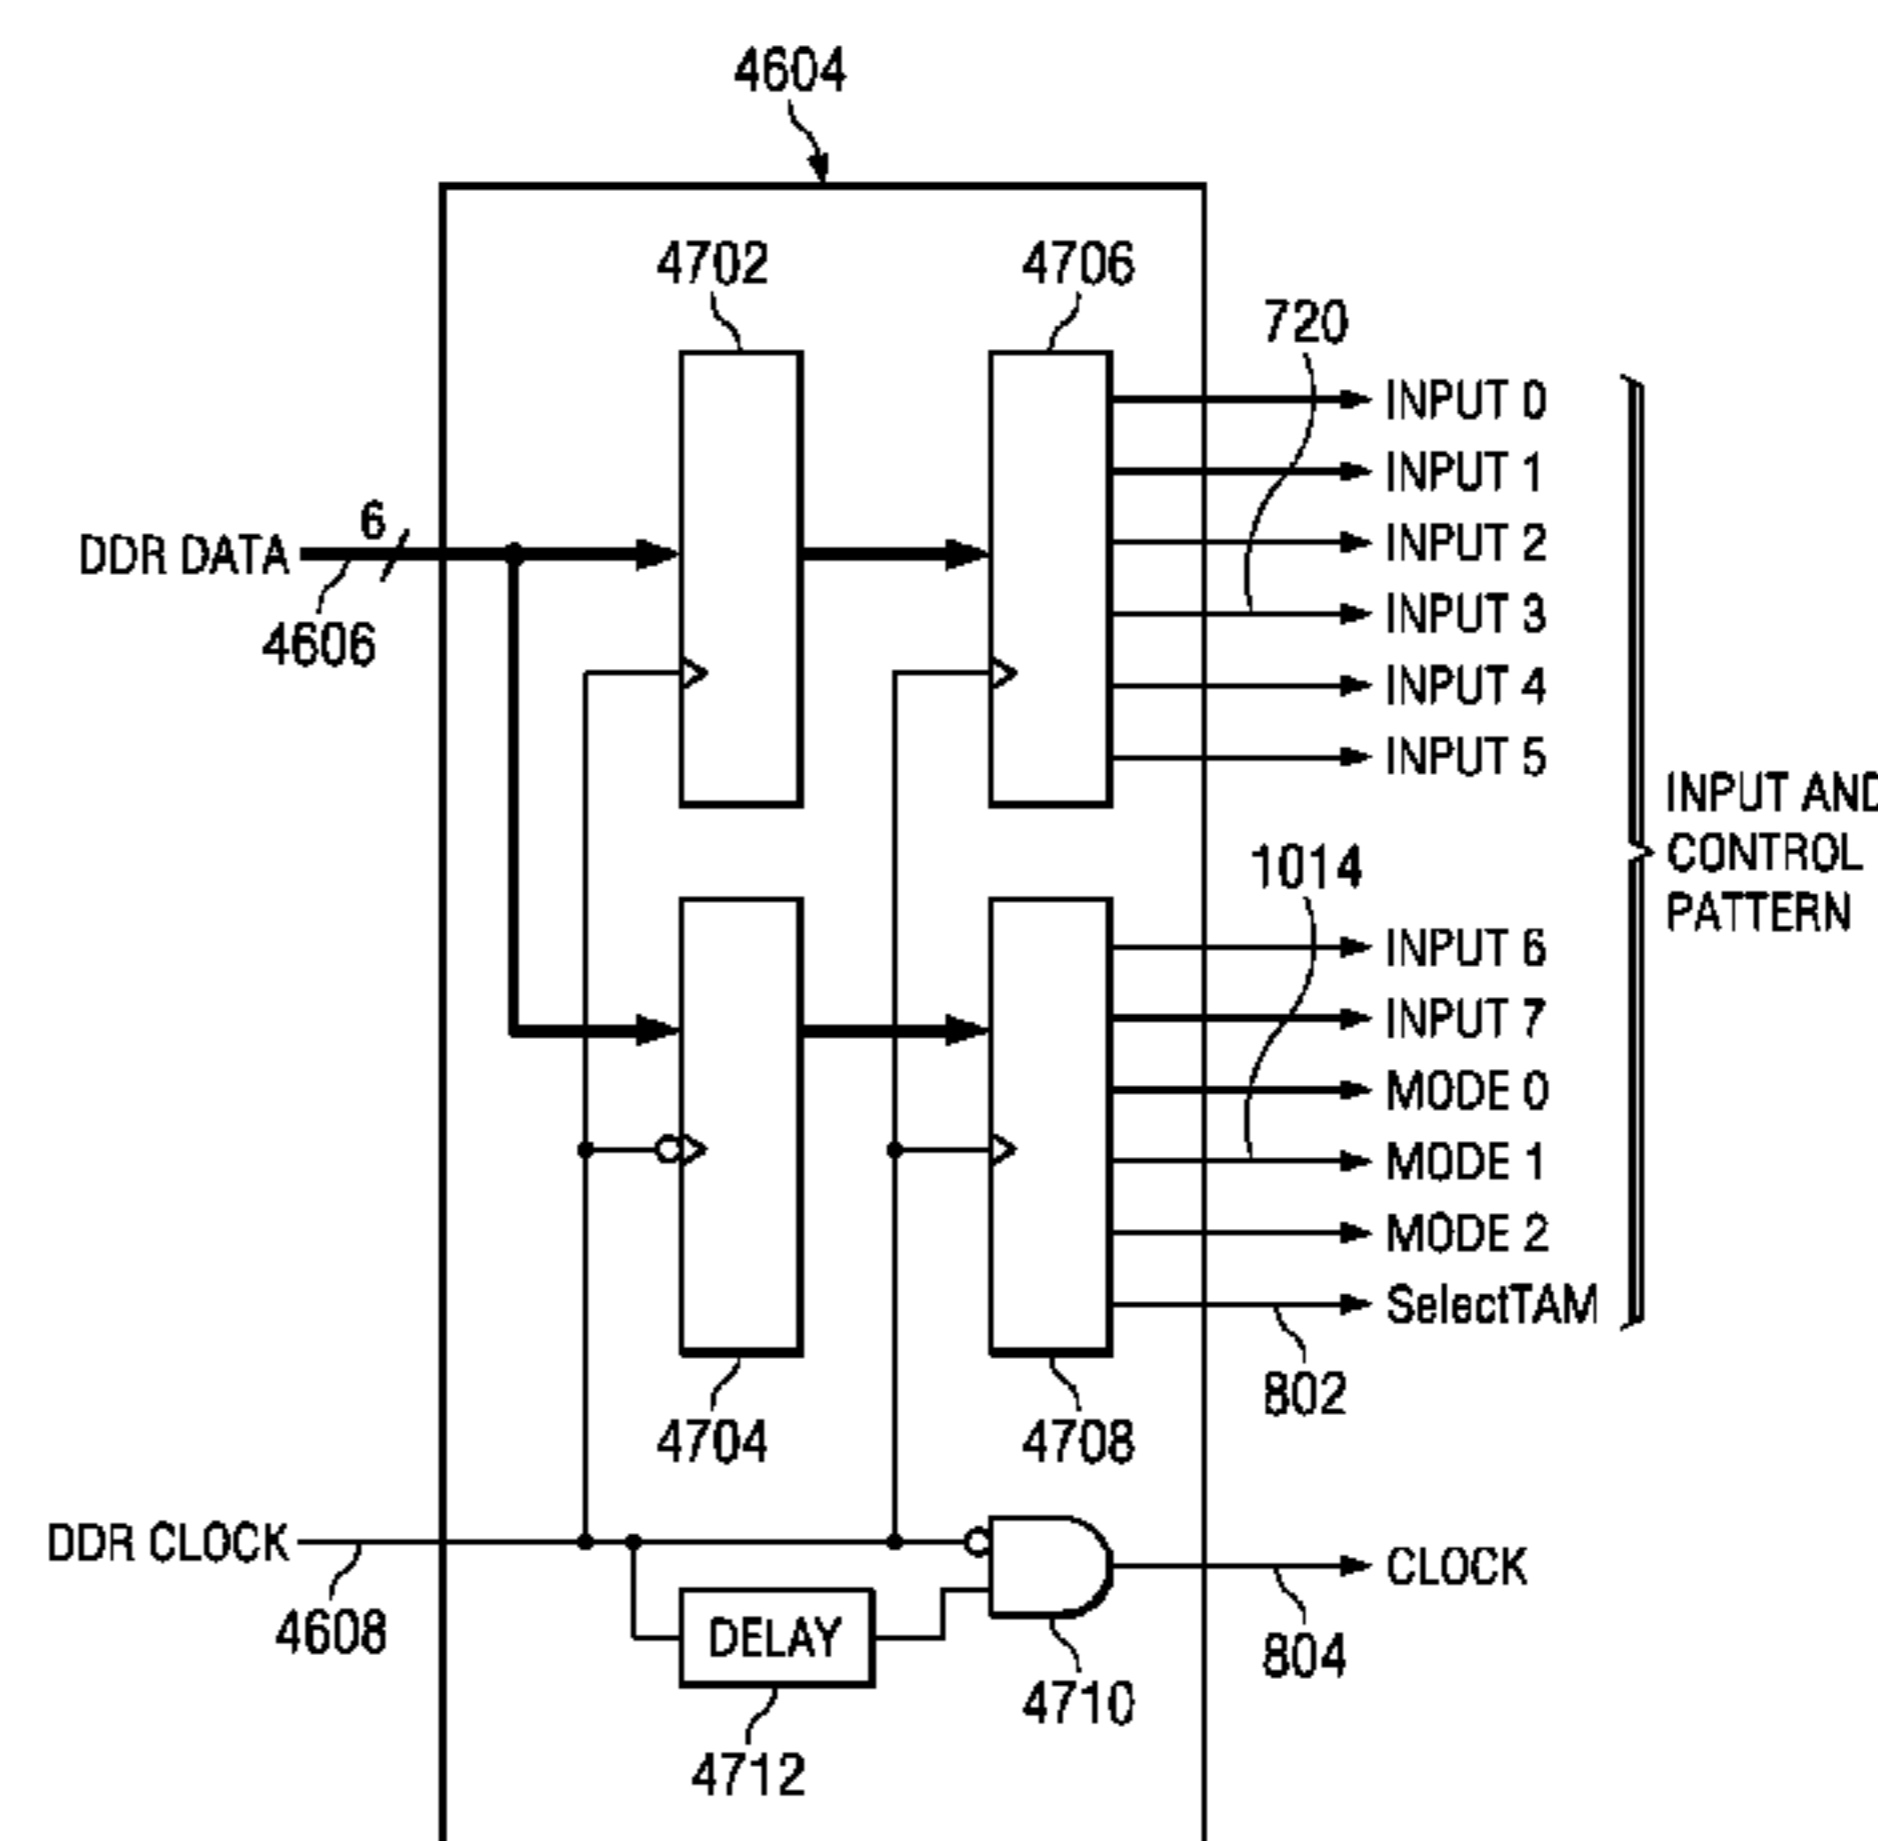 4604
4702
4706
720
INPUT 0
INPUT 1
6
INPUT 2
DDR DATA
INPUT 3
4606
INPUT 4
INPUT 5
INPUT AND
CONTROL
PATTERN
1014
INPUT 6
INPUT 7
MODE 0
MODE 1
MODE 2
SelectTAM
802
4704
4708
DDR CLOCK
CLOCK
4608
DELAY
804
4710
4712